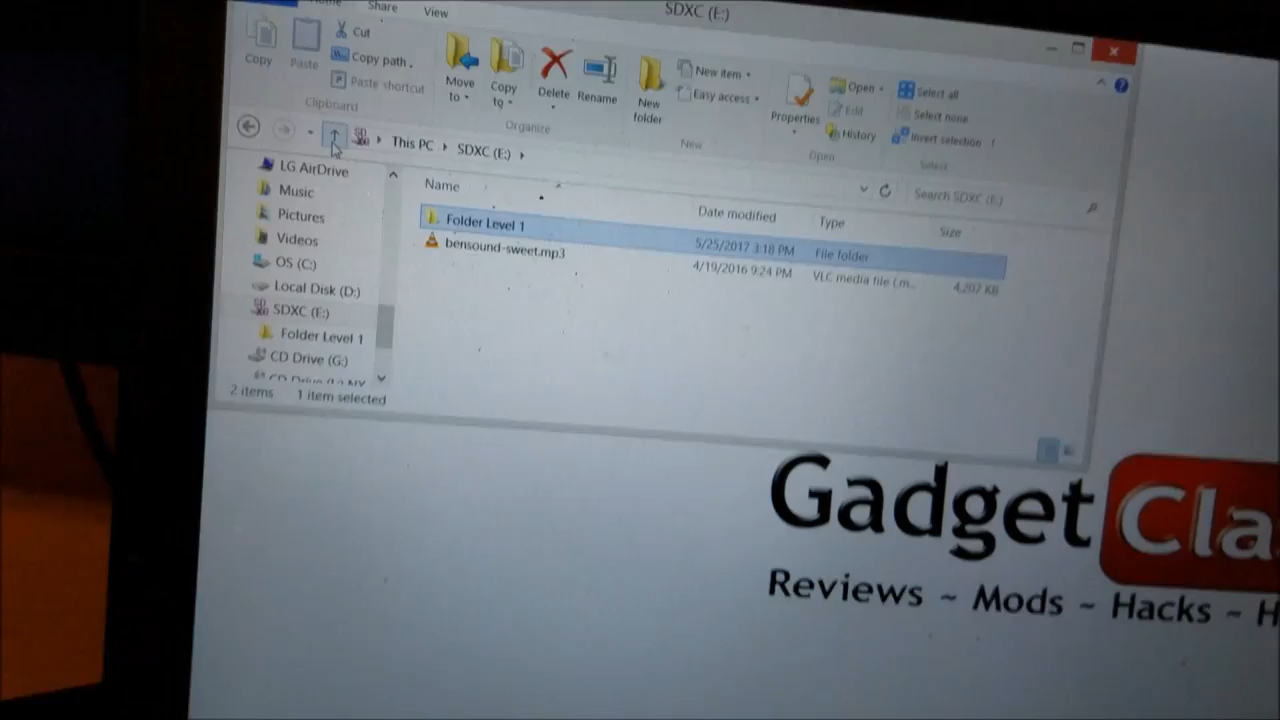 SDXC (E:)
Share View
Copy
Paste
Cut
Copy path
Paste shortcut
Clipboard
Move to
Copy to
Delete
Rename
Organize
New folder
New item
Easy access
New
Properties
Open
Edit
History
Open
Select all
Select none
Invert selection
Select
This PC SDXC (E:)
Search SDXC (E:)
LG AirDrive
Music
Pictures
Videos
OS (C:)
Local Disk (D:)
SDXC (E:)
Folder Level 1
CD Drive (G:)
Name Date modified Type Size
Folder Level 1 5/25/2017 3:18 PM File folder
bensound-sweet.mp3 4/19/2016 9:24 PM VLC media file (.m... 4,207 KB
2 items 1 item selected
Gadget Cla
Reviews ~ Mods ~ Hacks ~ H